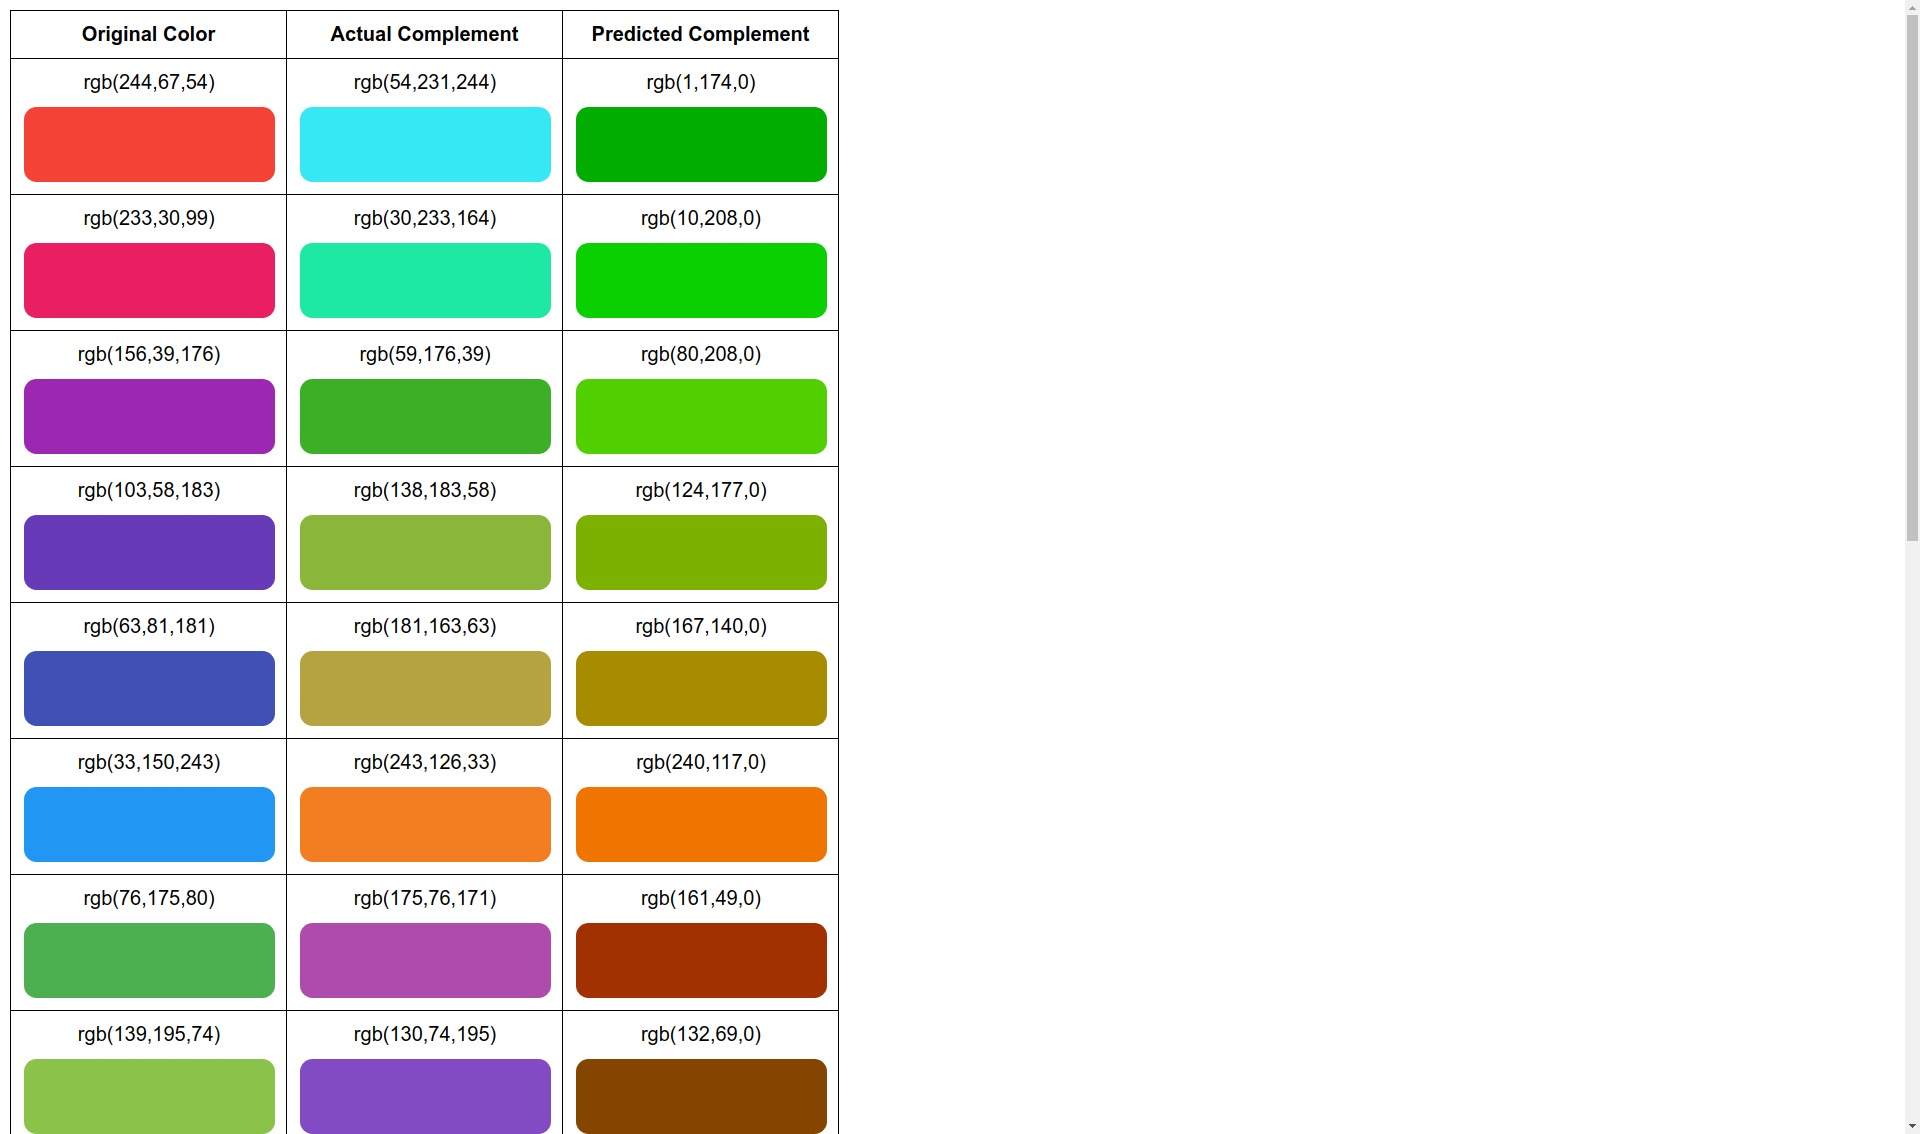 Original Color Actual Complement Predicted Complement
rgb(244,67,54) rgb(54,231,244) rgb(1,174,0)
rgb(233,30,99) rgb(30,233,164) rgb(10,208,0)
rgb(156,39,176) rgb(59,176,39) rgb(80,208,0)
rgb(103,58,183) rgb(138,183,58) rgb(124,177,0)
rgb(63,81,181) rgb(181,163,63) rgb(167,140,0)
rgb(33,150,243) rgb(243,126,33) rgb(240,117,0)
rgb(76,175,80) rgb(175,76,171) rgb(161,49,0)
rgb(139,195,74) rgb(130,74,195) rgb(132,69,0)